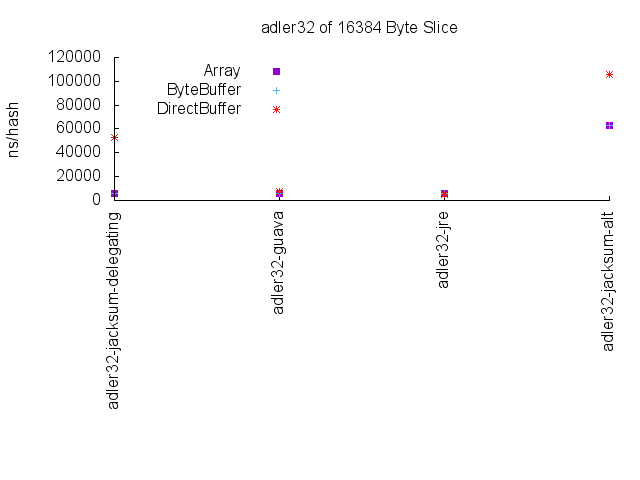 adler32 of 16384 Byte Slice
ns/hash
120000
100000
80000
60000
40000
20000
0
Array
ByteBuffer
DirectBuffer
adler32-jacksum-delegating
adler32-guava
adler32-jre
adler32-jacksum-alt